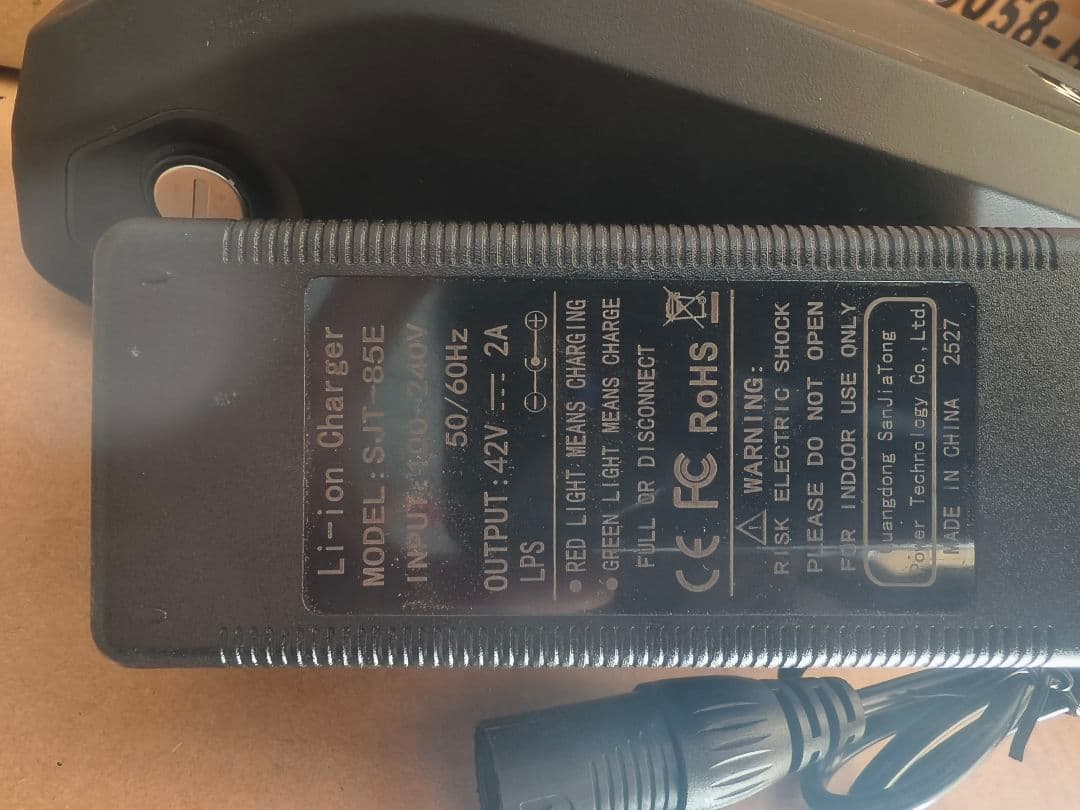 Li-ion Charger
MODEL:SJT-85E
INPUT:100-240V
50/60Hz
OUTPUT:42V 2A
LPS
RED LIGHT MEANS CHARGING
GREEN LIGHT MEANS CHARGE
FULL OR DISCONNECT
CE FC RoHS
WARNING:
RISK ELECTRIC SHOCK
PLEASE DO NOT OPEN
FOR INDOOR USE ONLY
Guangdong SanJiaTong
Power Technology Co.,Ltd.
MADE IN CHINA 2527